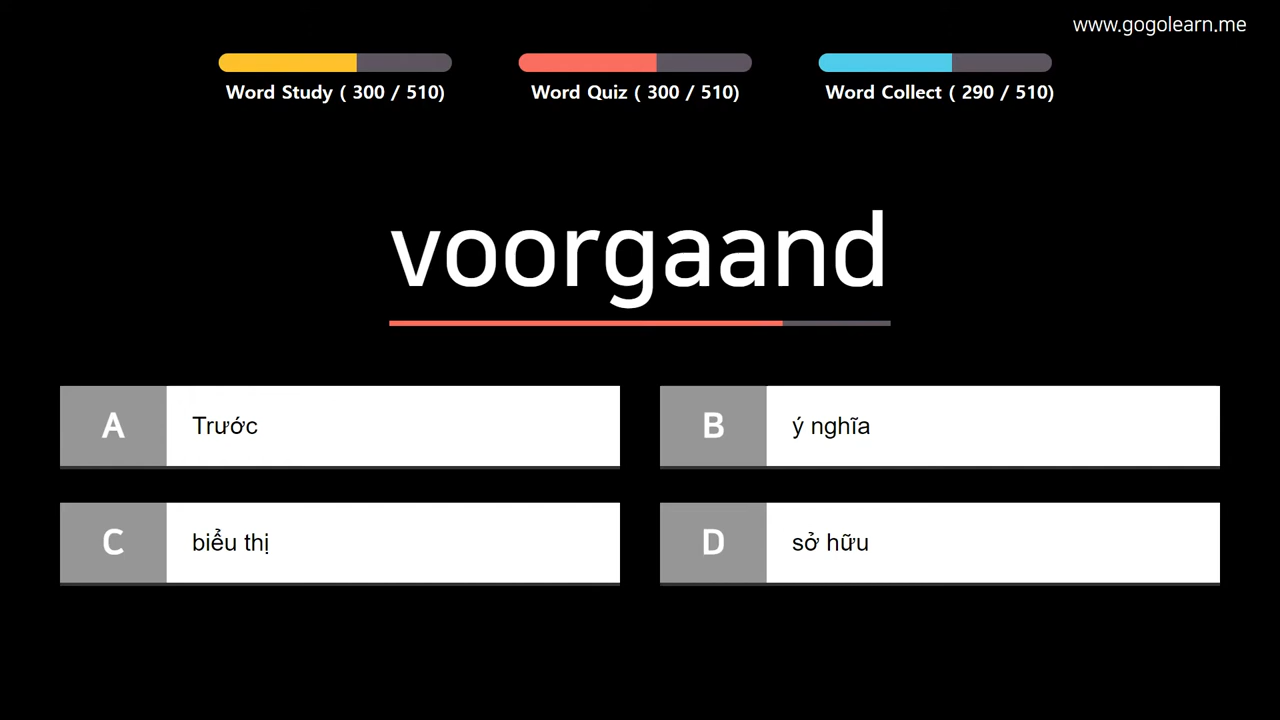 www.gogolearn.me
Word Study ( 300 / 510)
Word Quiz ( 300 / 510)
Word Collect ( 290 / 510)
voorgaand
A Trước
B ý nghĩa
C biểu thị
D sở hữu